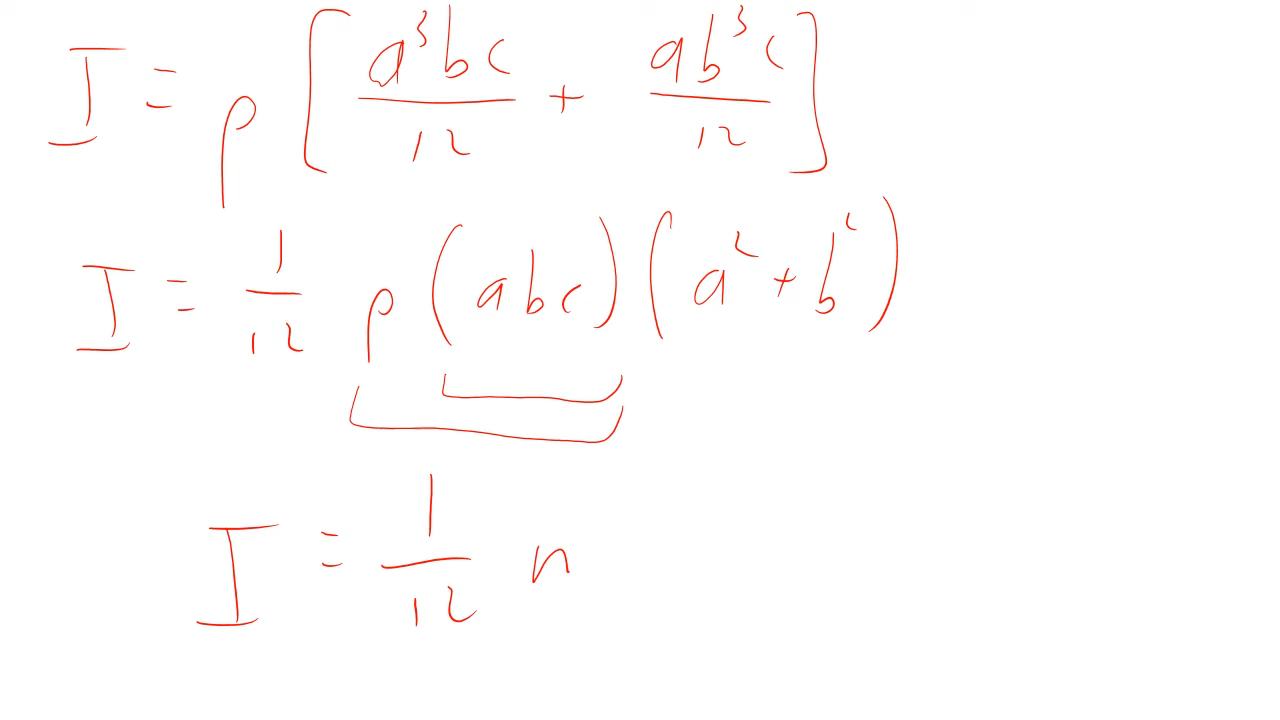 I = ρ [ a³bc/12 + ab³c/12 ]
I = 1/12 ρ (abc) (a² + b²)
I = 1/12 n